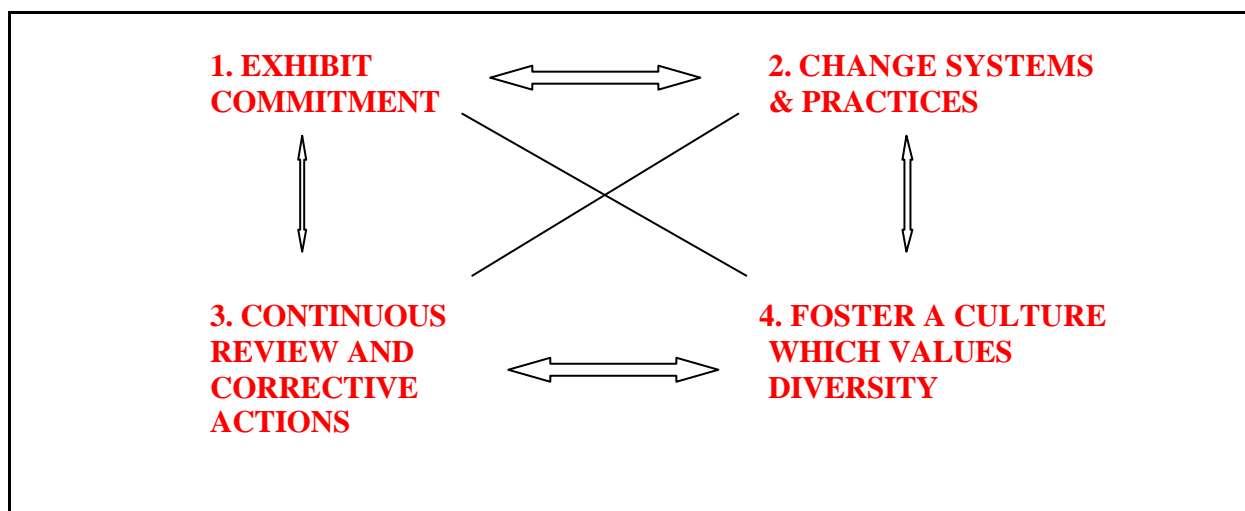 1. EXHIBIT
COMMITMENT
2. CHANGE SYSTEMS
& PRACTICES
3. CONTINUOUS
REVIEW AND
CORRECTIVE
ACTIONS
4. FOSTER A CULTURE
WHICH VALUES
DIVERSITY